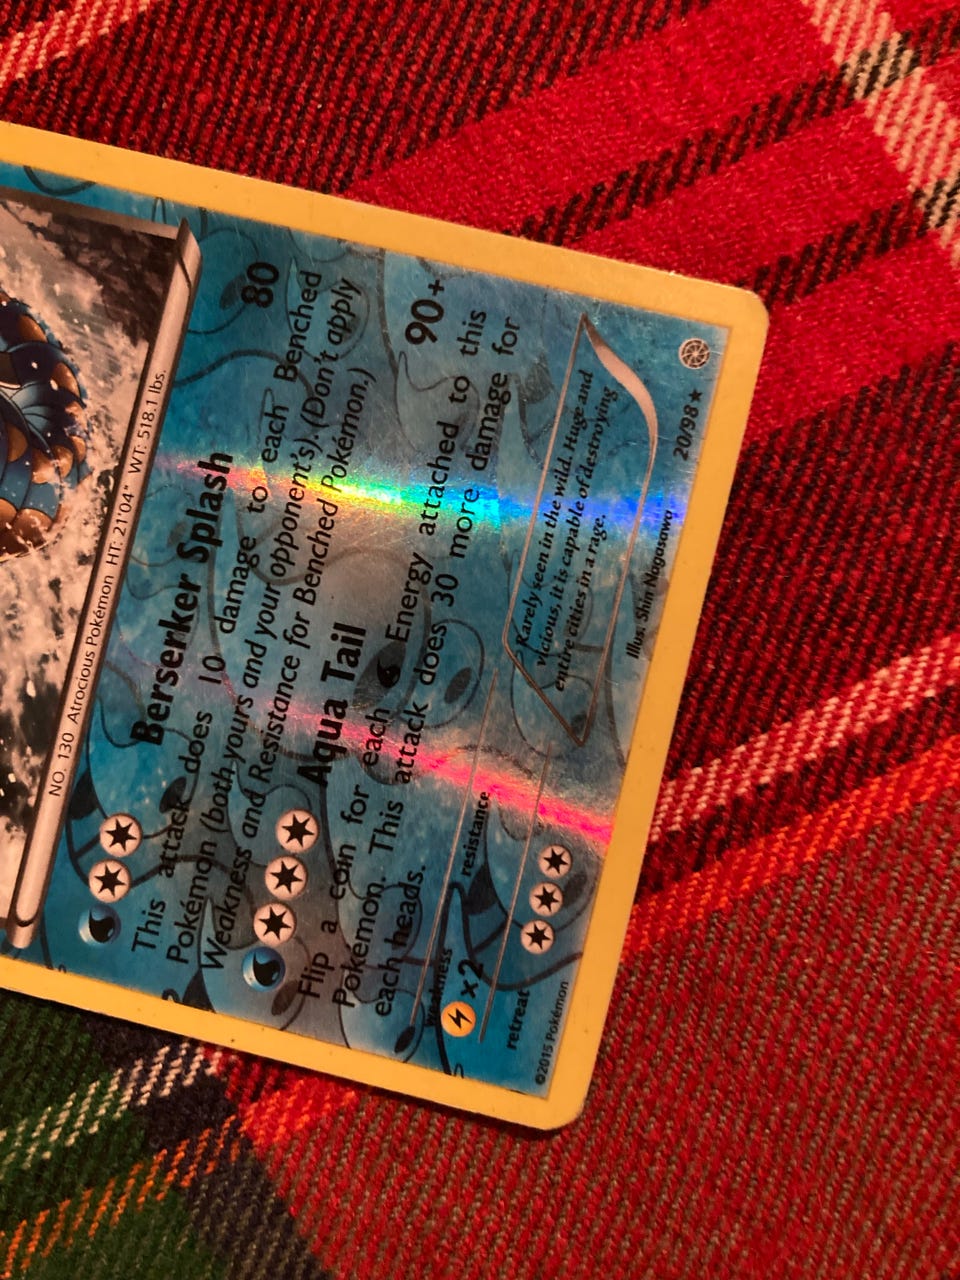 NO. 130 Atrocious Pokémon HT: 21'04" WT: 518.1 lbs.
Berserker Splash 80
This attack does 10 damage to each Benched
Pokémon (both yours and your opponent's). (Don't apply
Weakness and Resistance for Benched Pokémon.)
Aqua Tail 90+
Flip a coin for each Energy attached to this
Pokémon. This attack does 30 more damage for
each heads.
weakness resistance
×2
retreat
Rarely seen in the wild. Huge and
vicious, it is capable of destroying
entire cities in a rage.
Illus. Shin Nagasawa
©2015 Pokémon
20/98★